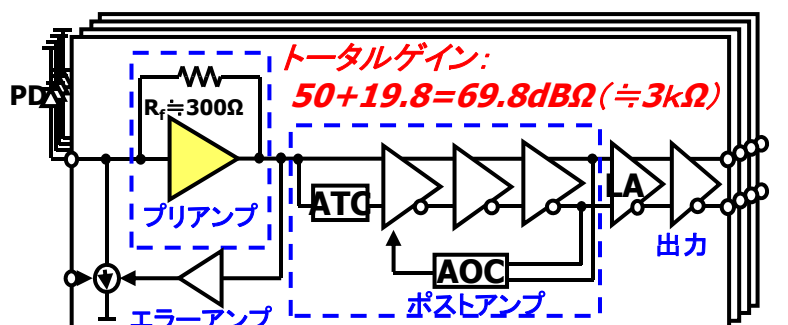 トータルゲイン:
50+19.8=69.8dBΩ(≒3kΩ)
PD
Rf≒300Ω
プリアンプ
ATC
LA
出力
AOC
ポストアンプ
エラーアンプ